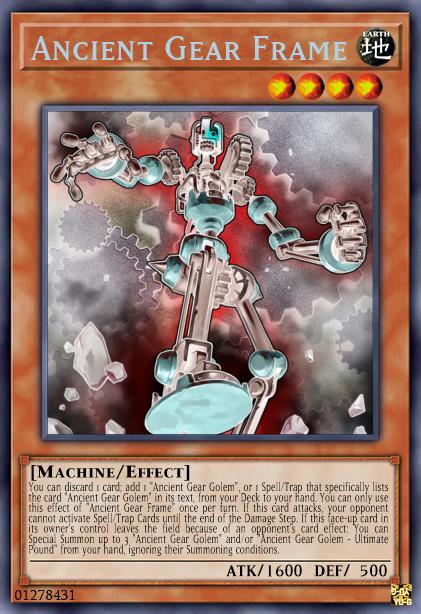 ANCIENT GEAR FRAME
EARTH
地
[MACHINE/EFFECT]
You can discard 1 card; add 1 "Ancient Gear Golem", or 1 Spell/Trap that specifically lists
the card "Ancient Gear Golem" in its text, from your Deck to your hand. You can only use
this effect of "Ancient Gear Frame" once per turn. If this card attacks, your opponent
cannot activate Spell/Trap Cards until the end of the Damage Step. If this face-up card in
its owner's control leaves the field because of an opponent's card effect: You can
Special Summon up to 3 "Ancient Gear Golem" and/or "Ancient Gear Golem - Ultimate
Pound" from your hand, ignoring their Summoning conditions.
ATK/1600 DEF/ 500
01278431